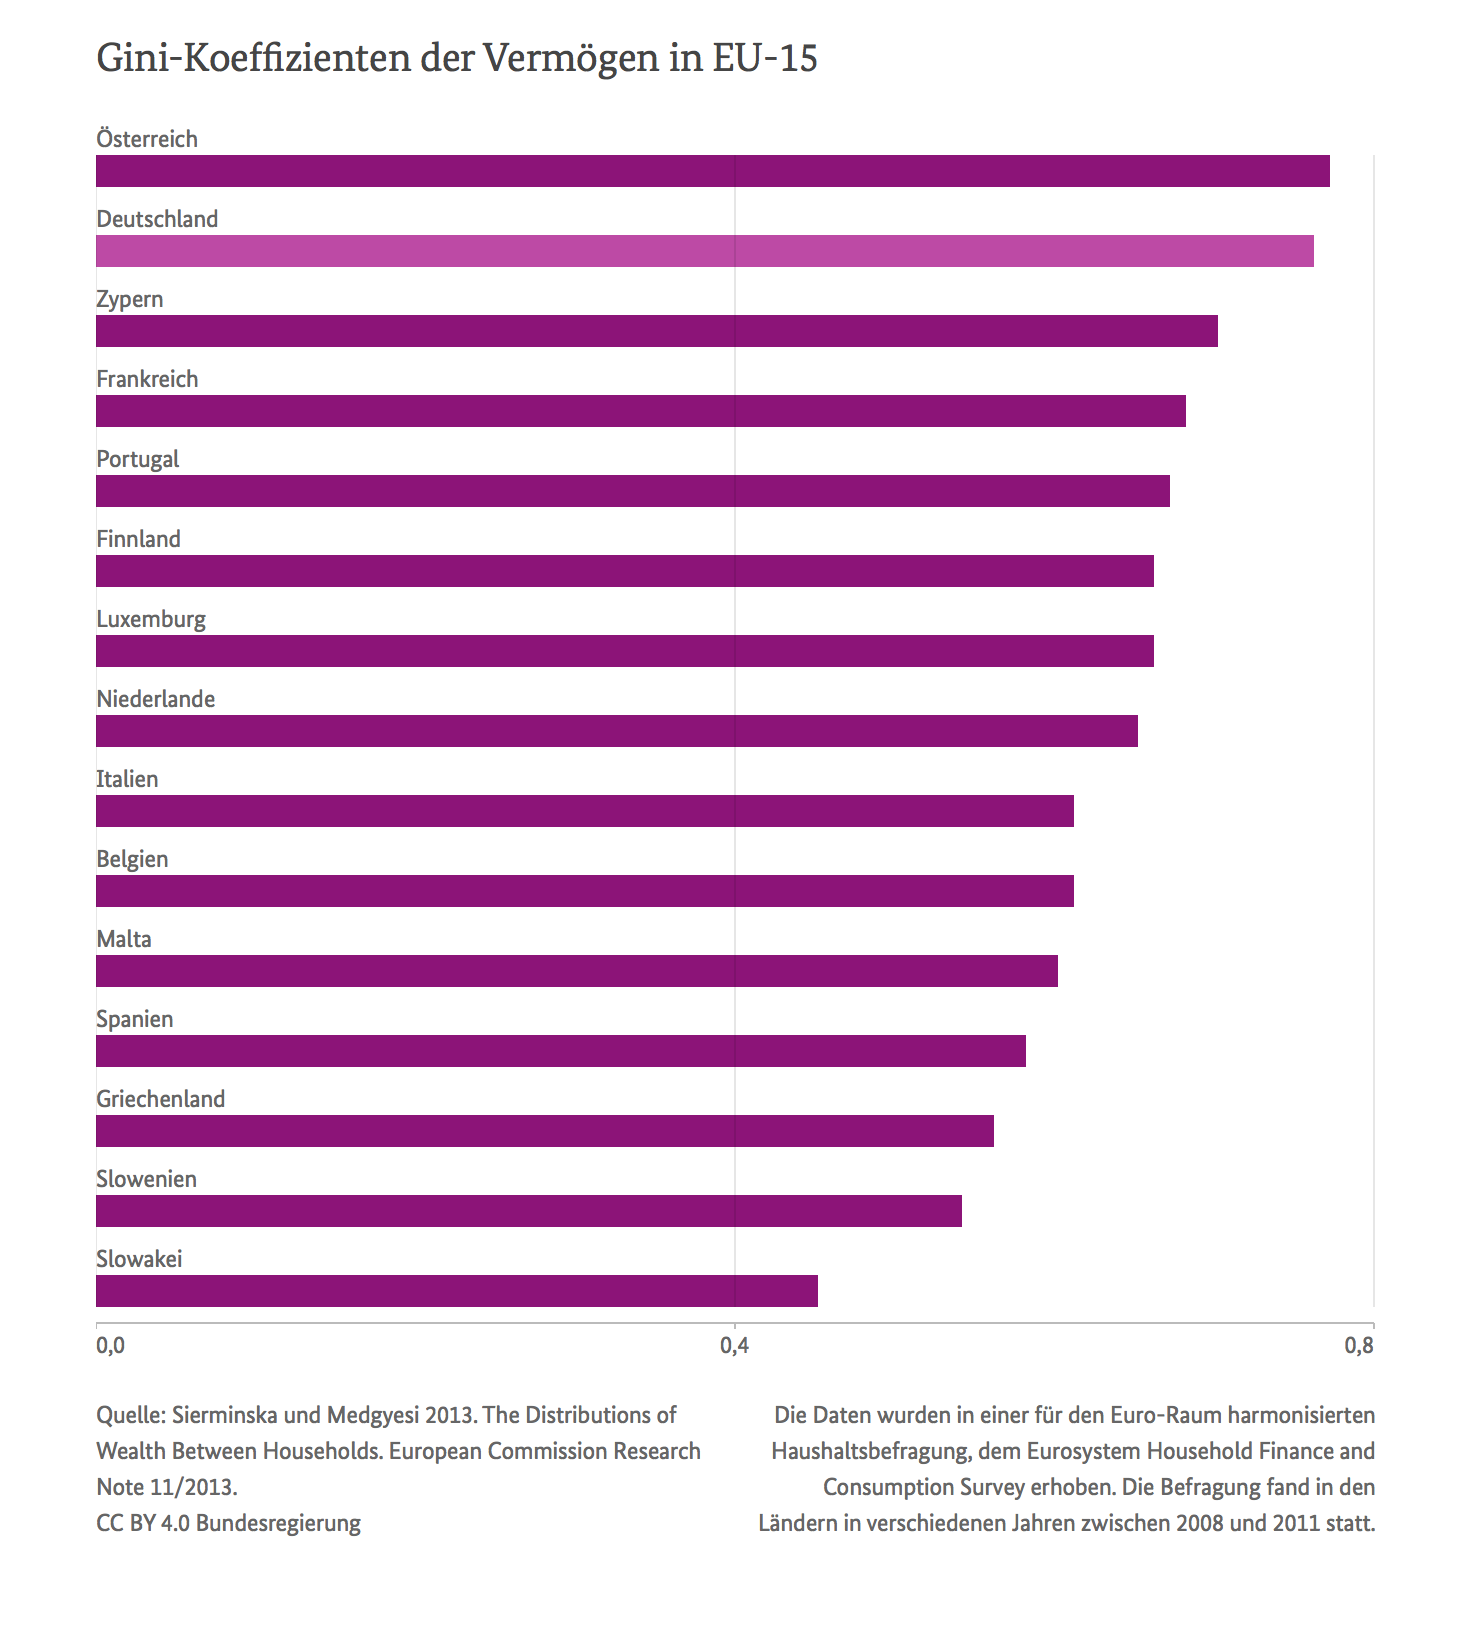 Gini-Koeffizienten der Vermögen in EU-15
Österreich
Deutschland
Zypern
Frankreich
Portugal
Finnland
Luxemburg
Niederlande
Italien
Belgien
Malta
Spanien
Griechenland
Slowenien
Slowakei
0,0 0,4 0,8
Quelle: Sierminska und Medgyesi 2013. The Distributions of
Wealth Between Households. European Commission Research
Note 11/2013.
CC BY 4.0 Bundesregierung
Die Daten wurden in einer für den Euro-Raum harmonisierten
Haushaltsbefragung, dem Eurosystem Household Finance and
Consumption Survey erhoben. Die Befragung fand in den
Ländern in verschiedenen Jahren zwischen 2008 und 2011 statt.